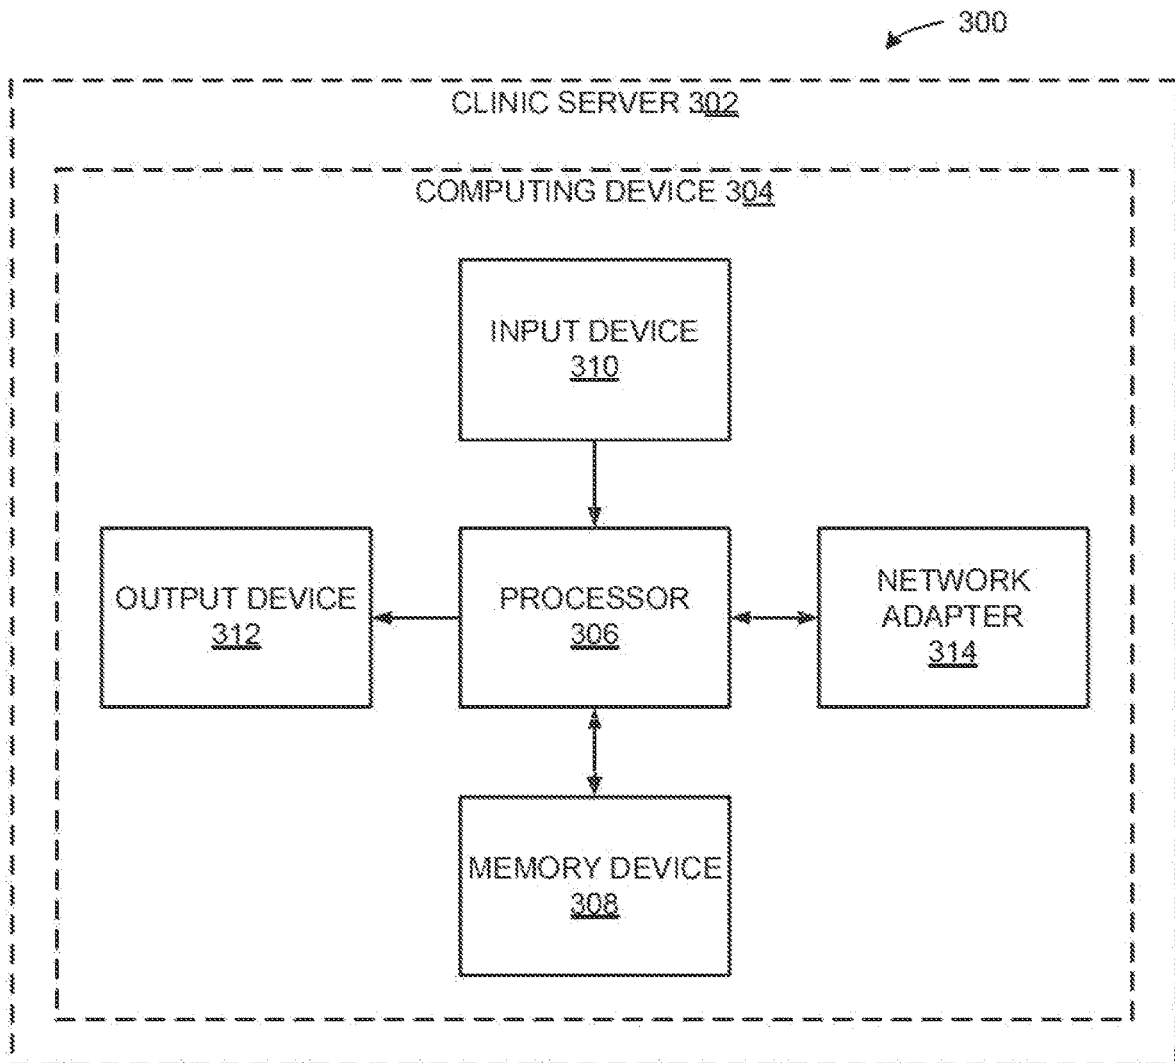 300
CLINIC SERVER 302
COMPUTING DEVICE 304
INPUT DEVICE
310
OUTPUT DEVICE
312
PROCESSOR
306
NETWORK
ADAPTER
314
MEMORY DEVICE
308